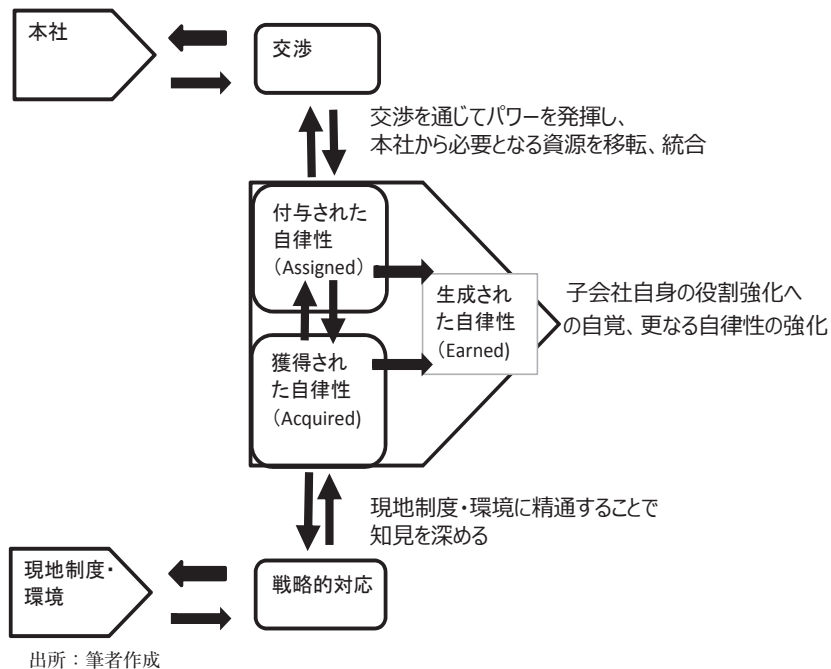 本社
交渉
交渉を通じてパワーを発揮し、
本社から必要となる資源を移転、統合
付与された
自律性
（Assigned）
生成され
た自律性
（Earned)
子会社自身の役割強化へ
の自覚、更なる自律性の強化
獲得され
た自律性
（Acquired)
現地制度・環境に精通することで
知見を深める
現地制度・
環境
戦略的対応
出所：筆者作成